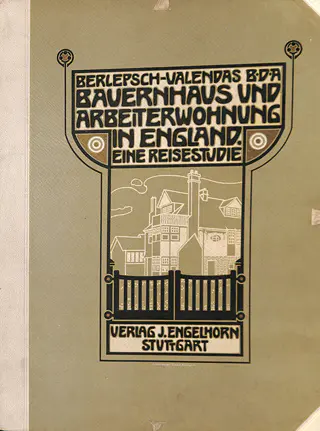 BERLEPSCH-VALENDAS B·D·A
BAUERNHAUS UND
ARBEITERWOHNUNG
IN ENGLAND.
EINE REISESTUDIE
VERLAG J. ENGELHORN
STUTTGART